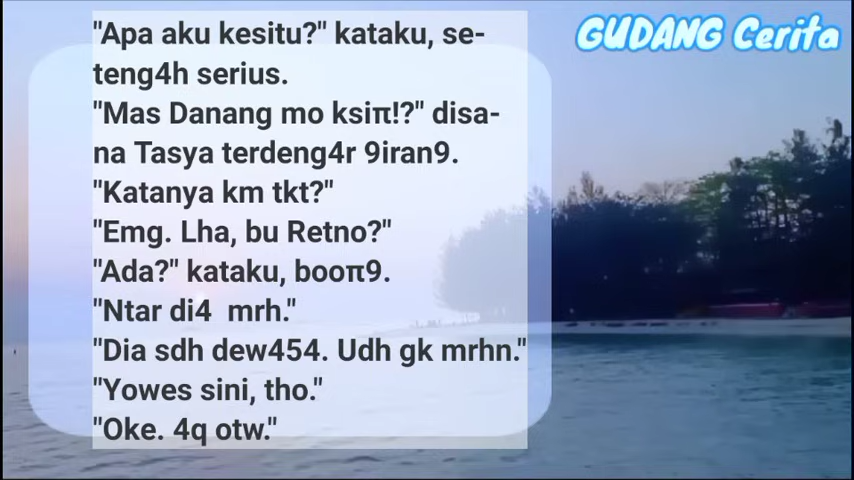 GUDANG Cerita
"Apa aku kesitu?" kataku, se-
teng4h serius.
"Mas Danang mo ksiπ!?" disa-
na Tasya terdeng4r 9iran9.
"Katanya km tkt?"
"Emg. Lha, bu Retno?"
"Ada?" kataku, booπ9.
"Ntar di4  mrh."
"Dia sdh dew454. Udh gk mrhn."
"Yowes sini, tho."
"Oke. 4q otw."